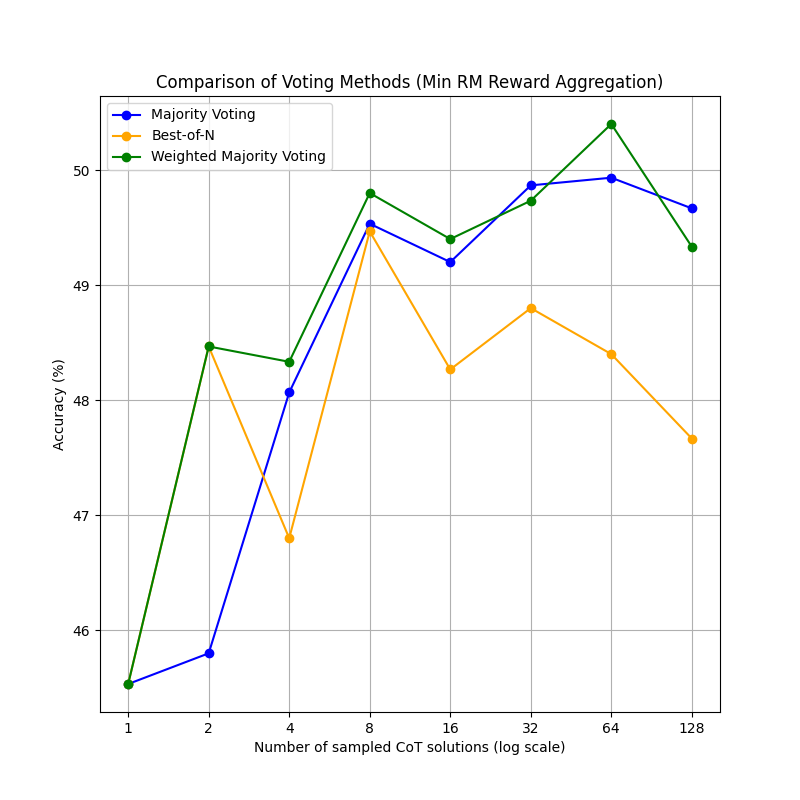 Comparison of Voting Methods (Min RM Reward Aggregation)
Majority Voting
Best-of-N
Weighted Majority Voting
50
49
48
47
46
Accuracy (%)
1 2 4 8 16 32 64 128
Number of sampled CoT solutions (log scale)